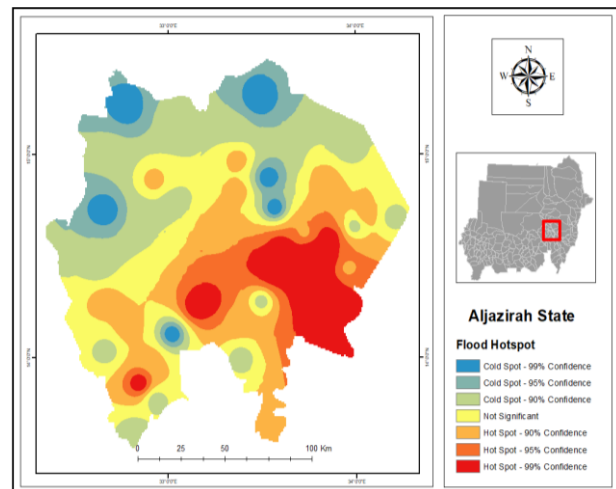 N
W E
S
Aljazirah State
Flood Hotspot
Cold Spot - 99% Confidence
Cold Spot - 95% Confidence
Cold Spot - 90% Confidence
Not Significant
Hot Spot - 90% Confidence
Hot Spot - 95% Confidence
Hot Spot - 99% Confidence
0 25 50 100 Km